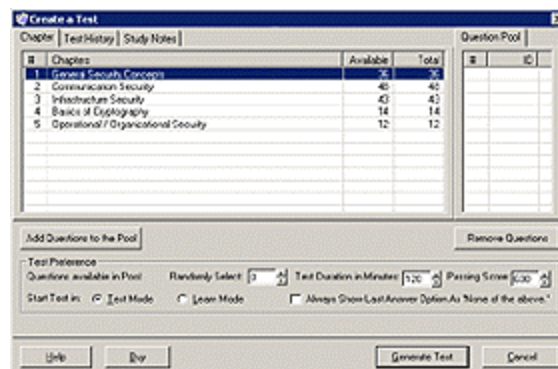 Create a Test
Chapter Test History Study Notes Question Pool
# Chapters Available Total # ID
1 General Security Concepts 26 26
2 Communication Security 48 48
3 Infrastructure Security 43 43
4 Basics of Cryptography 14 14
5 Operational / Organizational Security 12 12
Add Questions to the Pool Remove Questions
Test Preference
Questions available in Pool: Randomly Select: Test Duration in Minutes: 120 Passing Score
Start Test in: Test Mode Learn Mode Always Show Last Answer Option As "None of the above."
Help Buy Generate Test Cancel